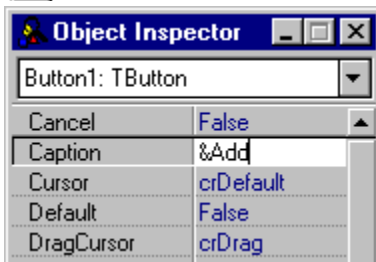 Object Inspector
Button1: TButton
Cancel False
Caption &Add
Cursor crDefault
Default False
DragCursor crDrag